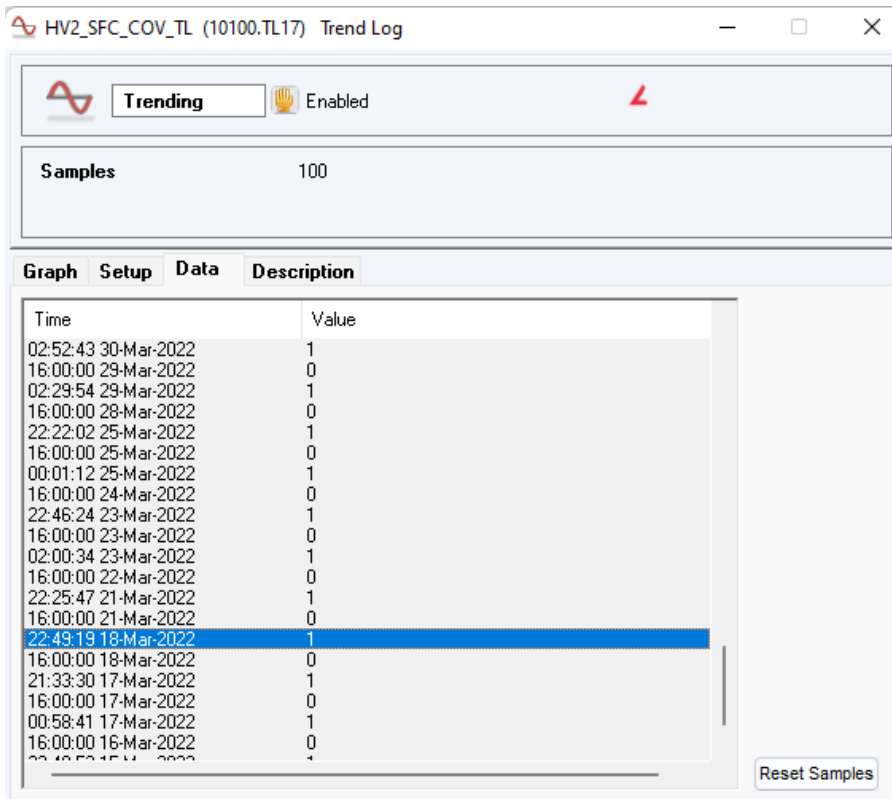 HV2_SFC_COV_TL (10100.TL17) Trend Log
Trending Enabled
Samples 100
Graph Setup Data Description
Time Value
02:52:43 30-Mar-2022 1
16:00:00 29-Mar-2022 0
02:29:54 29-Mar-2022 1
16:00:00 28-Mar-2022 0
22:22:02 25-Mar-2022 1
16:00:00 25-Mar-2022 0
00:01:12 25-Mar-2022 1
16:00:00 24-Mar-2022 0
22:46:24 23-Mar-2022 1
16:00:00 23-Mar-2022 0
02:00:34 23-Mar-2022 1
16:00:00 22-Mar-2022 0
22:25:47 21-Mar-2022 1
16:00:00 21-Mar-2022 0
22:49:19 18-Mar-2022 1
16:00:00 18-Mar-2022 0
21:33:30 17-Mar-2022 1
16:00:00 17-Mar-2022 0
00:58:41 17-Mar-2022 1
16:00:00 16-Mar-2022 0
Reset Samples